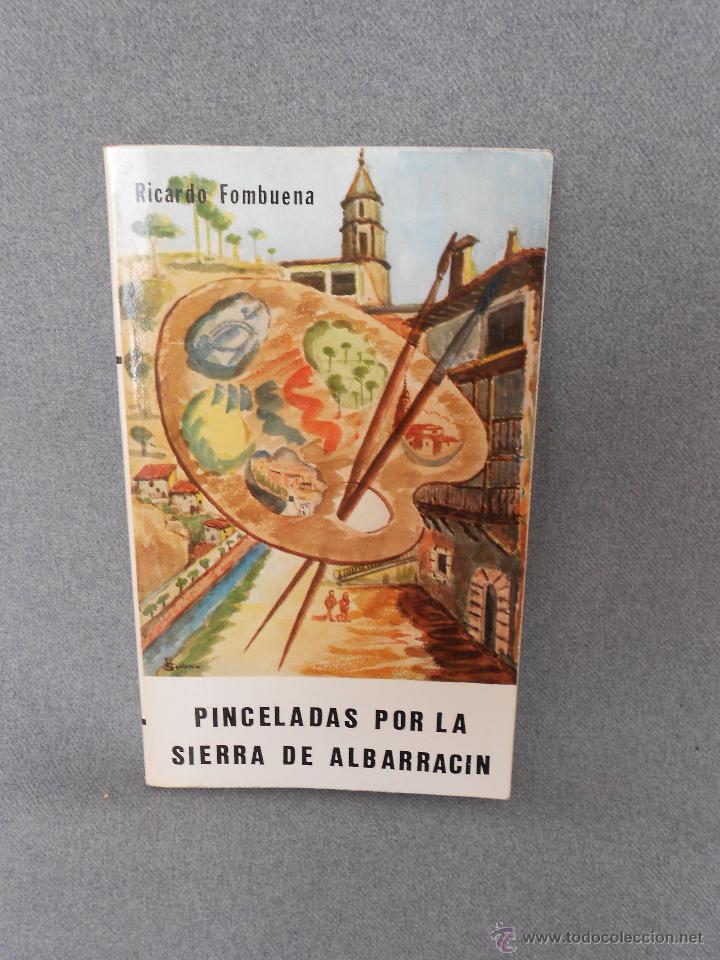 Ricardo Fombuena
PINCELADAS POR LA
SIERRA DE ALBARRACIN
© www.todocoleccion.net